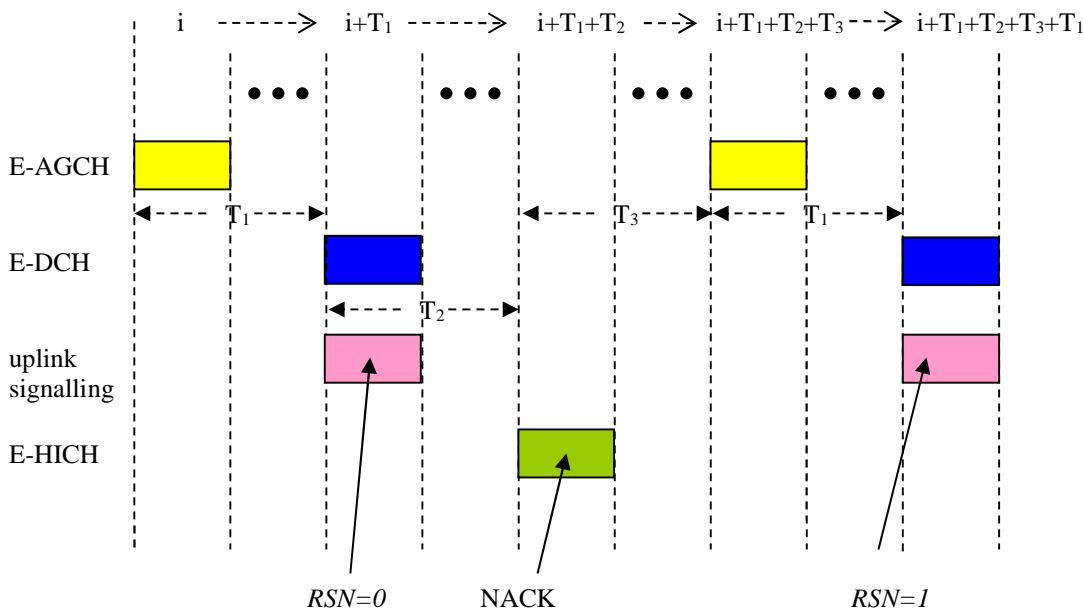 i i+T₁ i+T₁+T₂ i+T₁+T₂+T₃ i+T₁+T₂+T₃+T₁
E-AGCH
T₁ T₃ T₁
E-DCH
T₂
uplink
signalling
E-HICH
RSN=0 NACK RSN=1